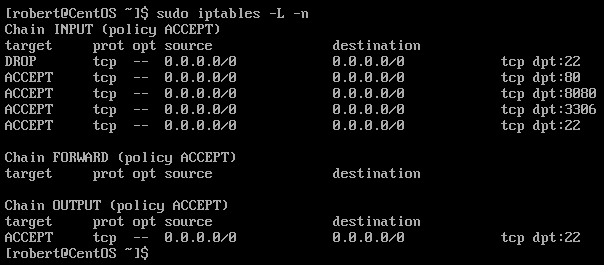 [robert@CentOS ~]$ sudo iptables -L -n
Chain INPUT (policy ACCEPT)
target     prot opt source               destination
DROP       tcp  --  0.0.0.0/0            0.0.0.0/0            tcp dpt:22
ACCEPT     tcp  --  0.0.0.0/0            0.0.0.0/0            tcp dpt:80
ACCEPT     tcp  --  0.0.0.0/0            0.0.0.0/0            tcp dpt:8080
ACCEPT     tcp  --  0.0.0.0/0            0.0.0.0/0            tcp dpt:3306
ACCEPT     tcp  --  0.0.0.0/0            0.0.0.0/0            tcp dpt:22

Chain FORWARD (policy ACCEPT)
target     prot opt source               destination

Chain OUTPUT (policy ACCEPT)
target     prot opt source               destination
ACCEPT     tcp  --  0.0.0.0/0            0.0.0.0/0            tcp dpt:22
[robert@CentOS ~]$